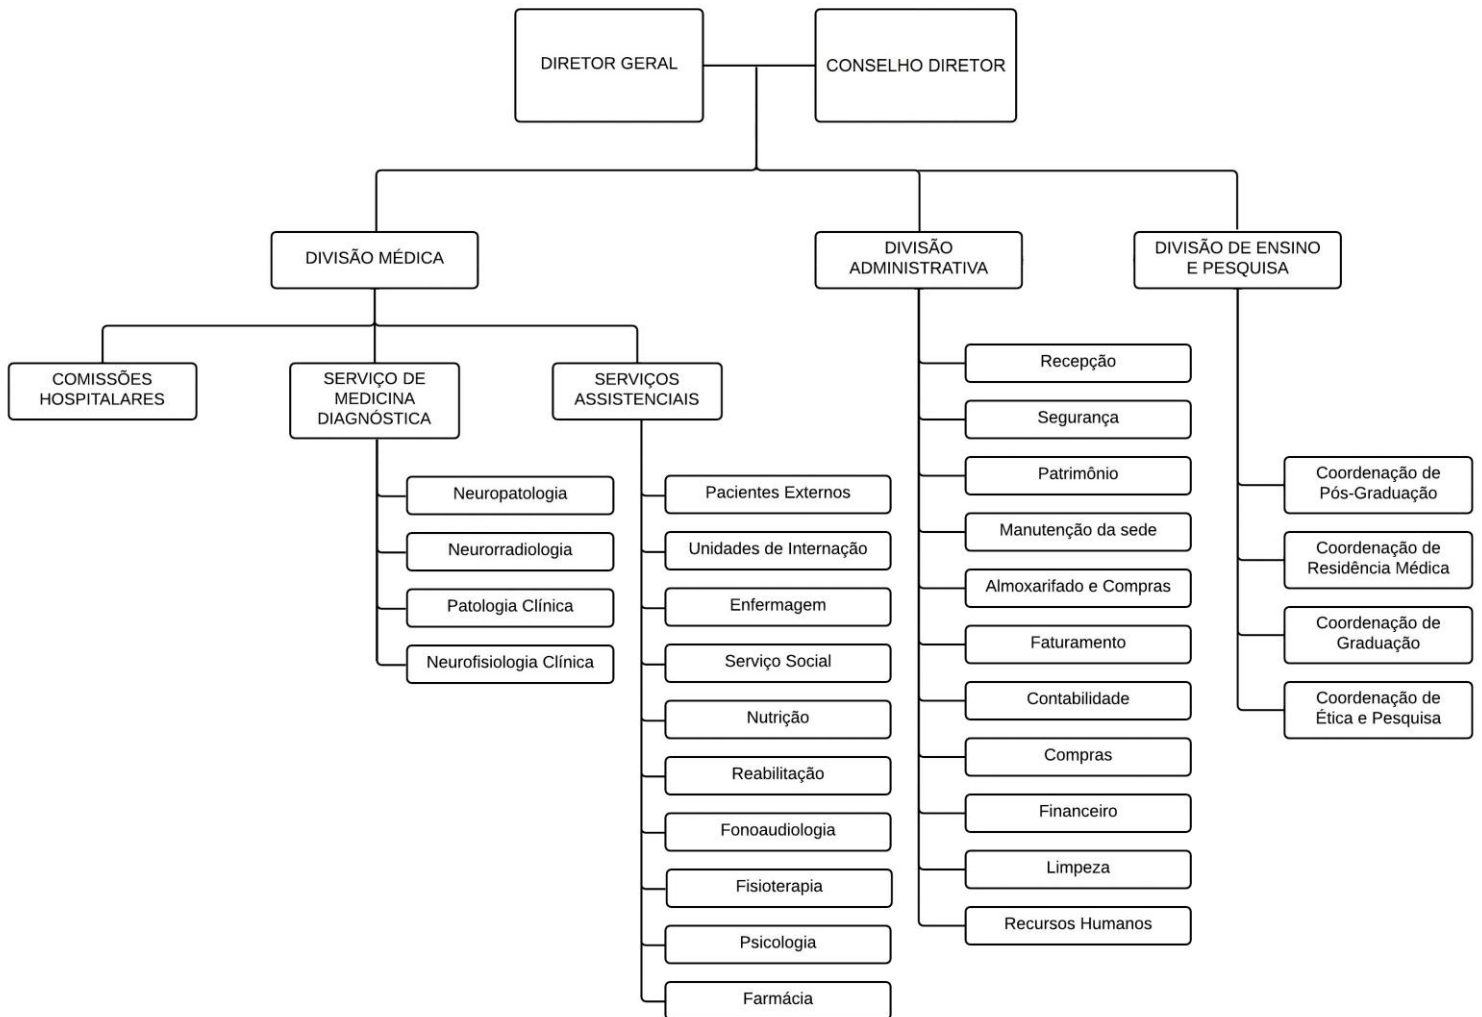 DIRETOR GERAL
CONSELHO DIRETOR
DIVISÃO MÉDICA
DIVISÃO
ADMINISTRATIVA
DIVISÃO DE ENSINO
E PESQUISA
COMISSÕES
HOSPITALARES
SERVIÇO DE
MEDICINA
DIAGNÓSTICA
SERVIÇOS
ASSISTENCIAIS
Neuropatologia
Neurorradiologia
Patologia Clínica
Neurofisiologia Clínica
Pacientes Externos
Unidades de Internação
Enfermagem
Serviço Social
Nutrição
Reabilitação
Fonoaudiologia
Fisioterapia
Psicologia
Farmácia
Recepção
Segurança
Patrimônio
Manutenção da sede
Almoxarifado e Compras
Faturamento
Contabilidade
Compras
Financeiro
Limpeza
Recursos Humanos
Coordenação de
Pós-Graduação
Coordenação de
Residência Médica
Coordenação de
Graduação
Coordenação de
Ética e Pesquisa